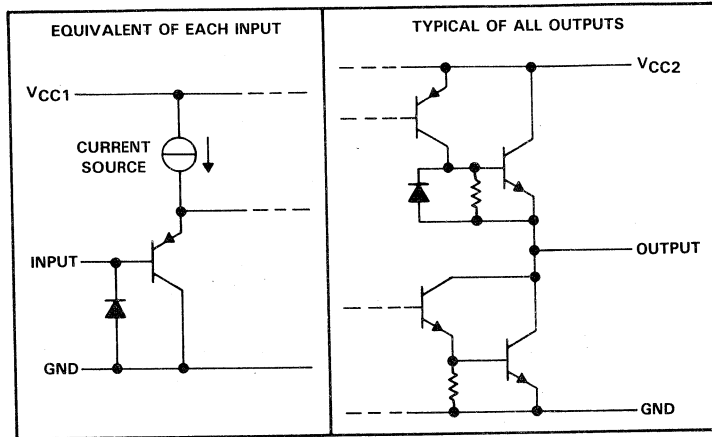 EQUIVALENT OF EACH INPUT
VCC1
CURRENT
SOURCE
INPUT
GND
TYPICAL OF ALL OUTPUTS
VCC2
OUTPUT
GND